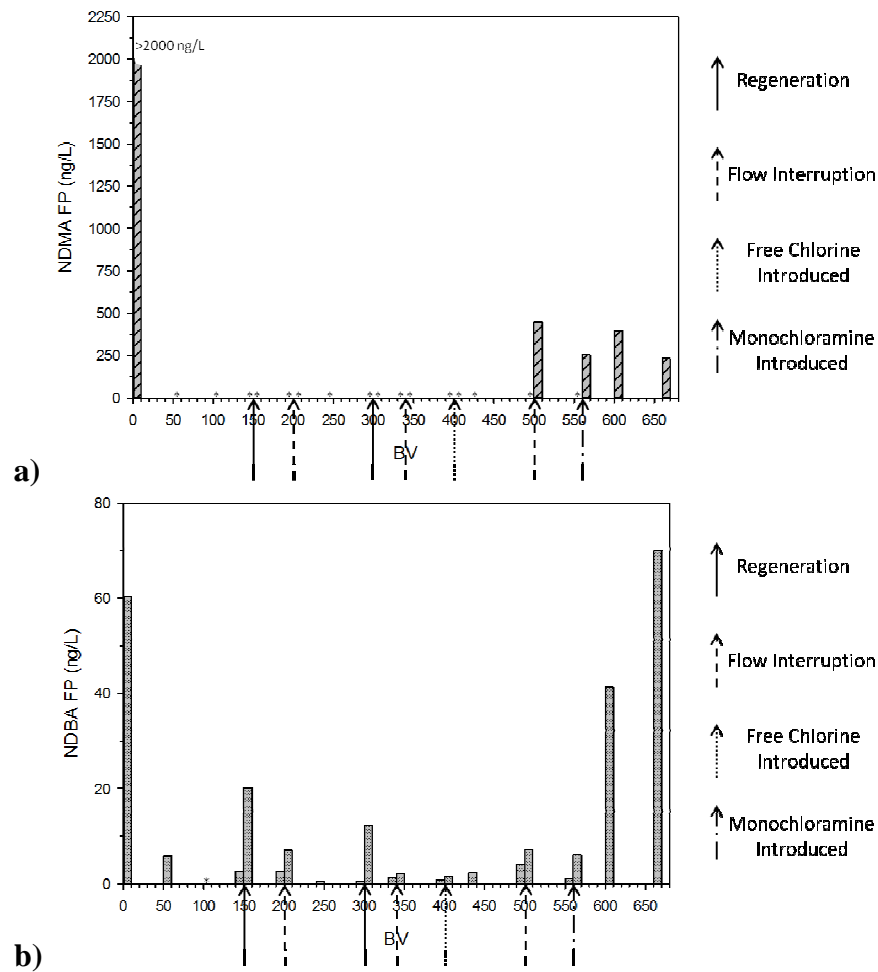 2250
2000
1750
1500
1250
1000
750
500
250
0
NDMA FP (ng/L)
>2000 ng/L
* * * * * * * * * * * * * * * *
0 50 100 150 200 250 300 350 400 450 500 550 600 650
BV
Regeneration
Flow Interruption
Free Chlorine
Introduced
Monochloramine
Introduced
a)
80
60
40
20
0
NDBA FP (ng/L)
*
0 50 100 150 200 250 300 350 400 450 500 550 600 650
BV
Regeneration
Flow Interruption
Free Chlorine
Introduced
Monochloramine
Introduced
b)